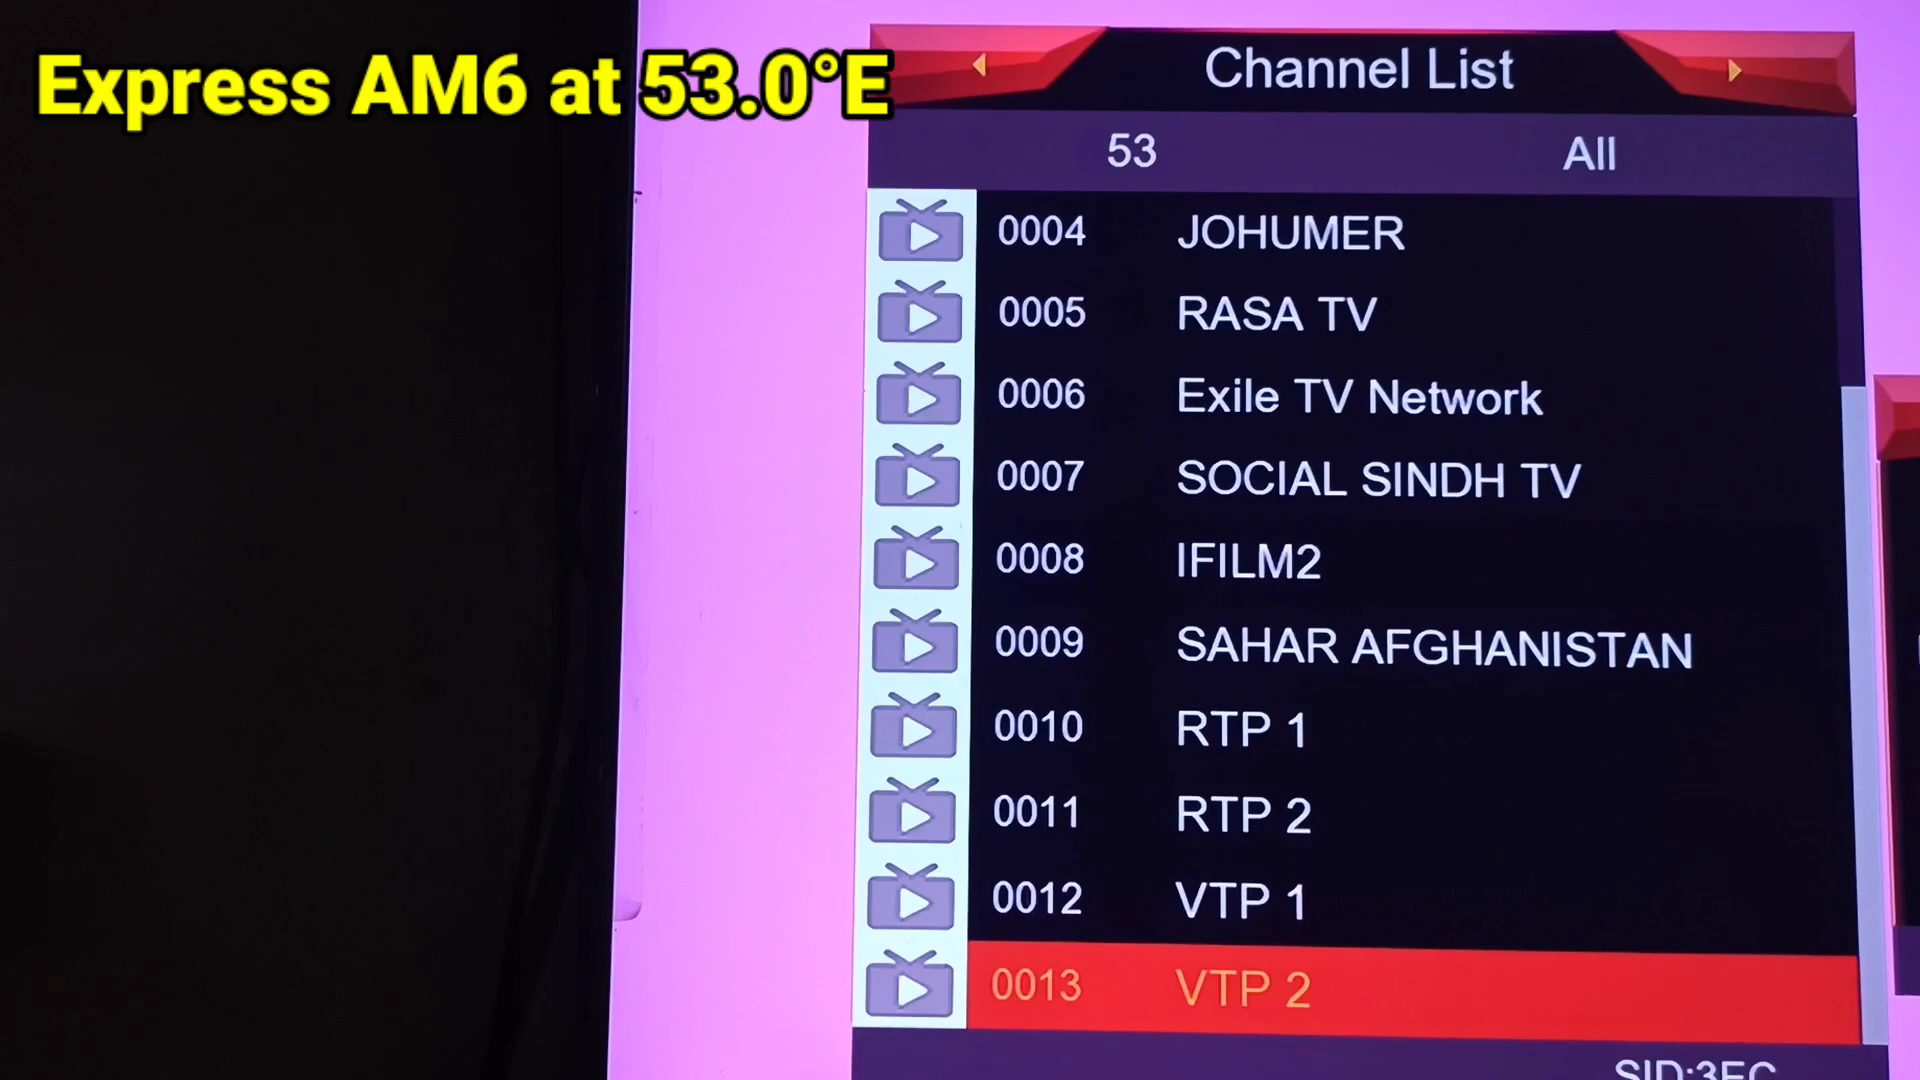 Express AM6 at 53.0°E
Channel List
53 All
0004 JOHUMER
0005 RASA TV
0006 Exile TV Network
0007 SOCIAL SINDH TV
0008 IFILM2
0009 SAHAR AFGHANISTAN
0010 RTP 1
0011 RTP 2
0012 VTP 1
0013 VTP 2
SID:3EC